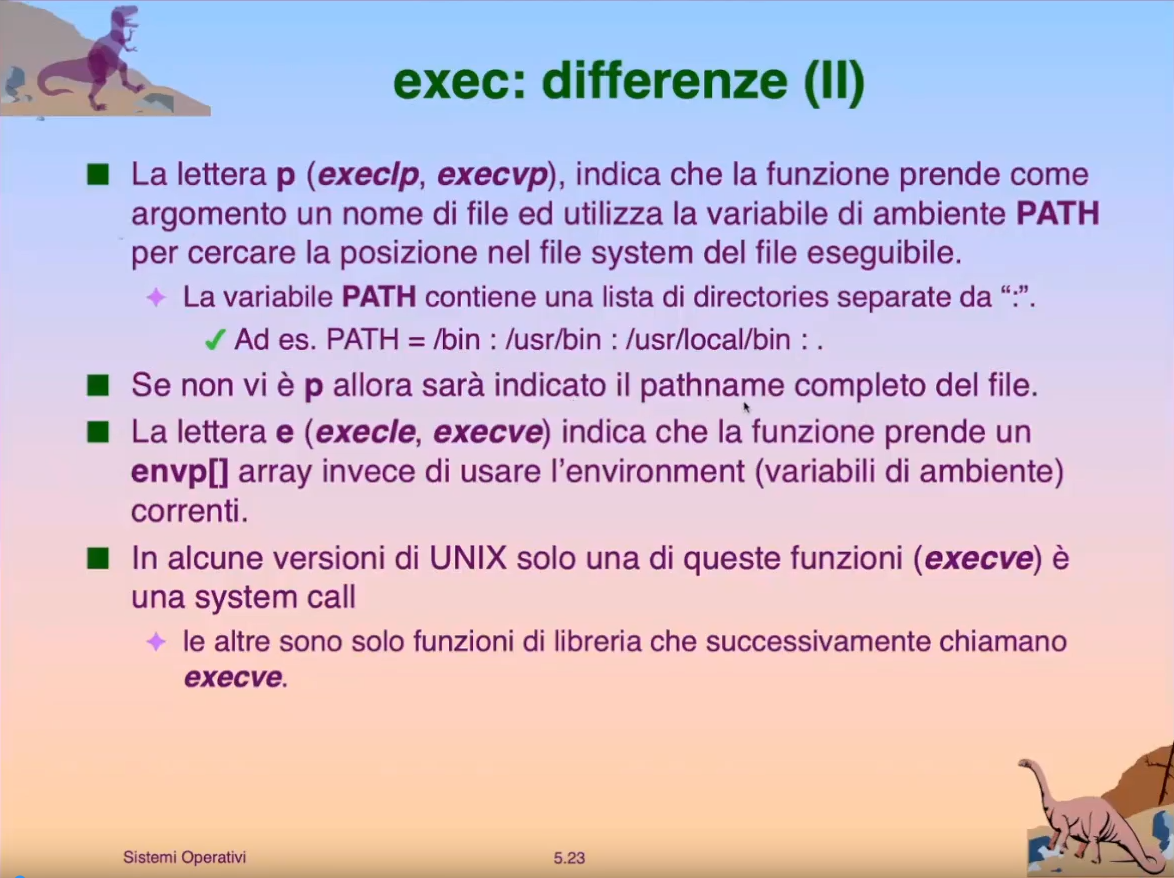 exec: differenze (II)
La lettera p (execlp, execvp), indica che la funzione prende come
argomento un nome di file ed utilizza la variabile di ambiente PATH
per cercare la posizione nel file system del file eseguibile.
La variabile PATH contiene una lista di directories separate da “:”.
Ad es. PATH = /bin : /usr/bin : /usr/local/bin : .
Se non vi è p allora sarà indicato il pathname completo del file.
La lettera e (execle, execve) indica che la funzione prende un
envp[] array invece di usare l’environment (variabili di ambiente)
correnti.
In alcune versioni di UNIX solo una di queste funzioni (execve) è
una system call
le altre sono solo funzioni di libreria che successivamente chiamano
execve.
Sistemi Operativi
5.23